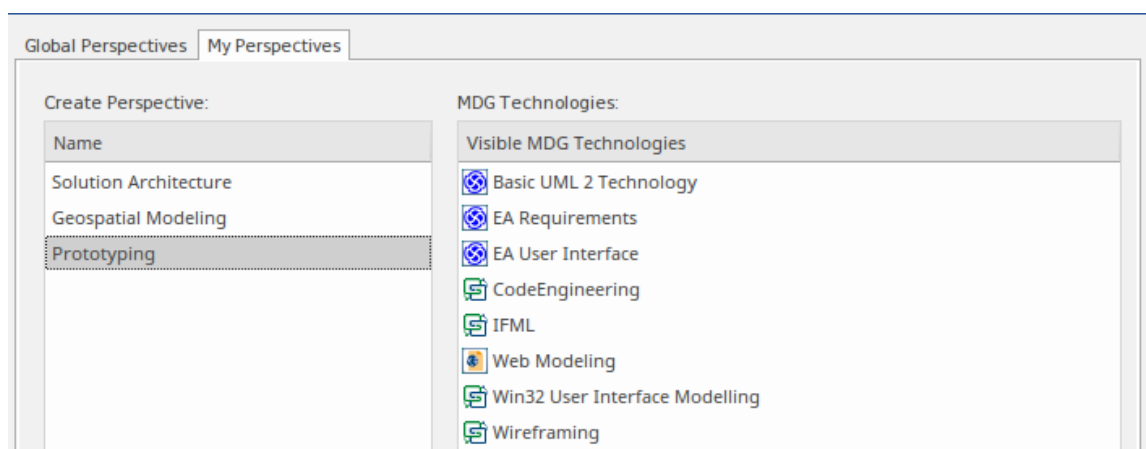 Global Perspectives My Perspectives
Create Perspective:
Name
Solution Architecture
Geospatial Modeling
Prototyping
MDG Technologies:
Visible MDG Technologies
Basic UML 2 Technology
EA Requirements
EA User Interface
CodeEngineering
IFML
Web Modeling
Win32 User Interface Modelling
Wireframing